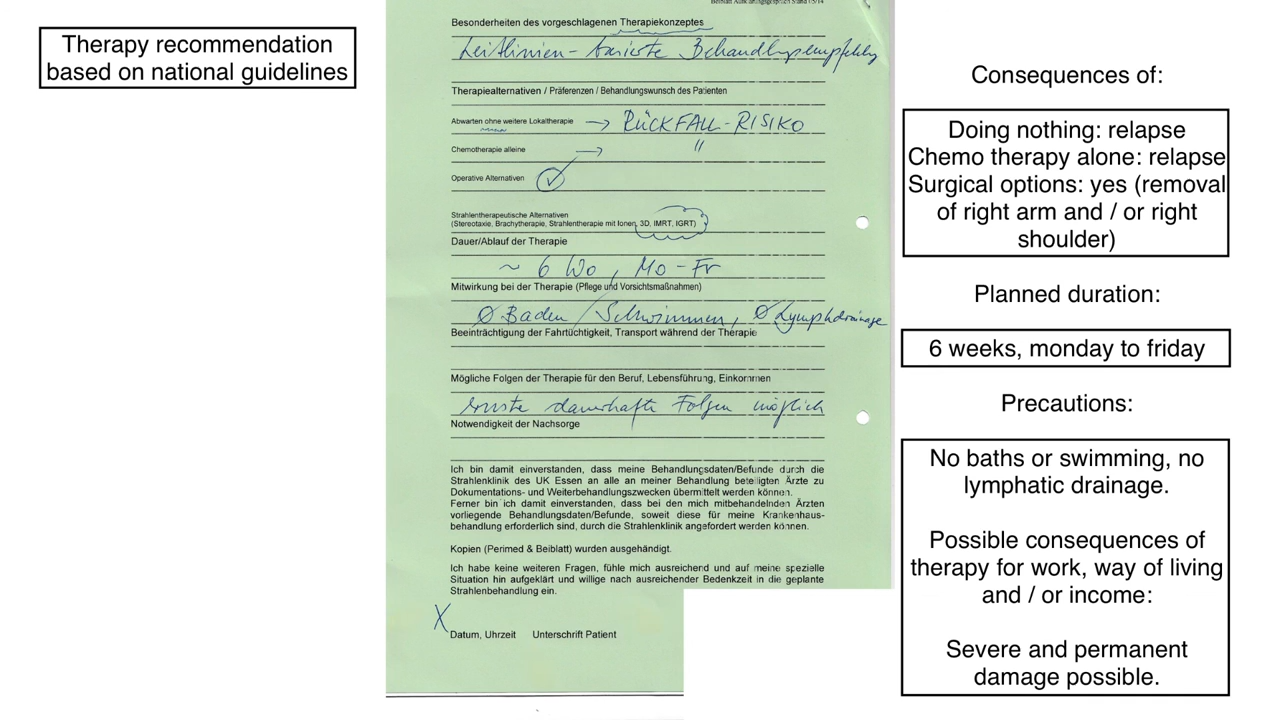 Therapy recommendation
based on national guidelines
Beiblatt Aufklärungsgespräch Stand 05/14
Besonderheiten des vorgeschlagenen Therapiekonzeptes
Leitlinien-basierte Behandlungsempfehlung
Therapiealternativen / Präferenzen / Behandlungswunsch des Patienten
Abwarten ohne weitere Lokaltherapie → RÜCKFALL-RISIKO
Chemotherapie alleine → "
Operative Alternativen
Strahlentherapeutische Alternativen
(Stereotaxie, Brachytherapie, Strahlentherapie mit Ionen, 3D, IMRT, IGRT)
Dauer/Ablauf der Therapie
~ 6 Wo, Mo-Fr
Mitwirkung bei der Therapie (Pflege und Vorsichtsmaßnahmen)
Ø Baden / Schwimmen, Ø Lymphdrainage
Beeinträchtigung der Fahrtüchtigkeit, Transport während der Therapie
Mögliche Folgen der Therapie für den Beruf, Lebensführung, Einkommen
ernste dauerhafte Folgen möglich
Notwendigkeit der Nachsorge
Ich bin damit einverstanden, dass meine Behandlungsdaten/Befunde durch die
Strahlenklinik des UK Essen an alle an meiner Behandlung beteiligten Ärzte zu
Dokumentations- und Weiterbehandlungszwecken übermittelt werden können.
Ferner bin ich damit einverstanden, dass bei den mich mitbehandelnden Ärzten
vorliegende Behandlungsdaten/Befunde, soweit diese für meine Krankenhaus-
behandlung erforderlich sind, durch die Strahlenklinik angefordert werden können.
Kopien (Perimed & Beiblatt) wurden ausgehändigt.
Ich habe keine weiteren Fragen, fühle mich ausreichend und auf meine spezielle
Situation hin aufgeklärt und willige nach ausreichender Bedenkzeit in die geplante
Strahlenbehandlung ein.
X
Datum, Uhrzeit Unterschrift Patient
Consequences of:
Doing nothing: relapse
Chemo therapy alone: relapse
Surgical options: yes (removal
of right arm and / or right
shoulder)
Planned duration:
6 weeks, monday to friday
Precautions:
No baths or swimming, no
lymphatic drainage.
Possible consequences of
therapy for work, way of living
and / or income:
Severe and permanent
damage possible.